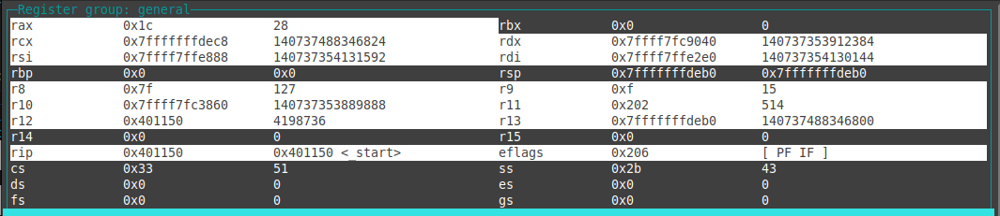 Register group: general
rax 0x1c 28 rbx 0x0 0
rcx 0x7fffffffdec8 140737488346824 rdx 0x7ffff7fc9040 140737353912384
rsi 0x7ffff7ffe888 140737354131592 rdi 0x7ffff7ffe2e0 140737354130144
rbp 0x0 0x0 rsp 0x7fffffffdeb0 0x7fffffffdeb0
r8 0x7f 127 r9 0xf 15
r10 0x7ffff7fc3860 140737353889888 r11 0x202 514
r12 0x401150 4198736 r13 0x7fffffffdeb0 140737488346800
r14 0x0 0 r15 0x0 0
rip 0x401150 0x401150 <_start> eflags 0x206 [ PF IF ]
cs 0x33 51 ss 0x2b 43
ds 0x0 0 es 0x0 0
fs 0x0 0 gs 0x0 0